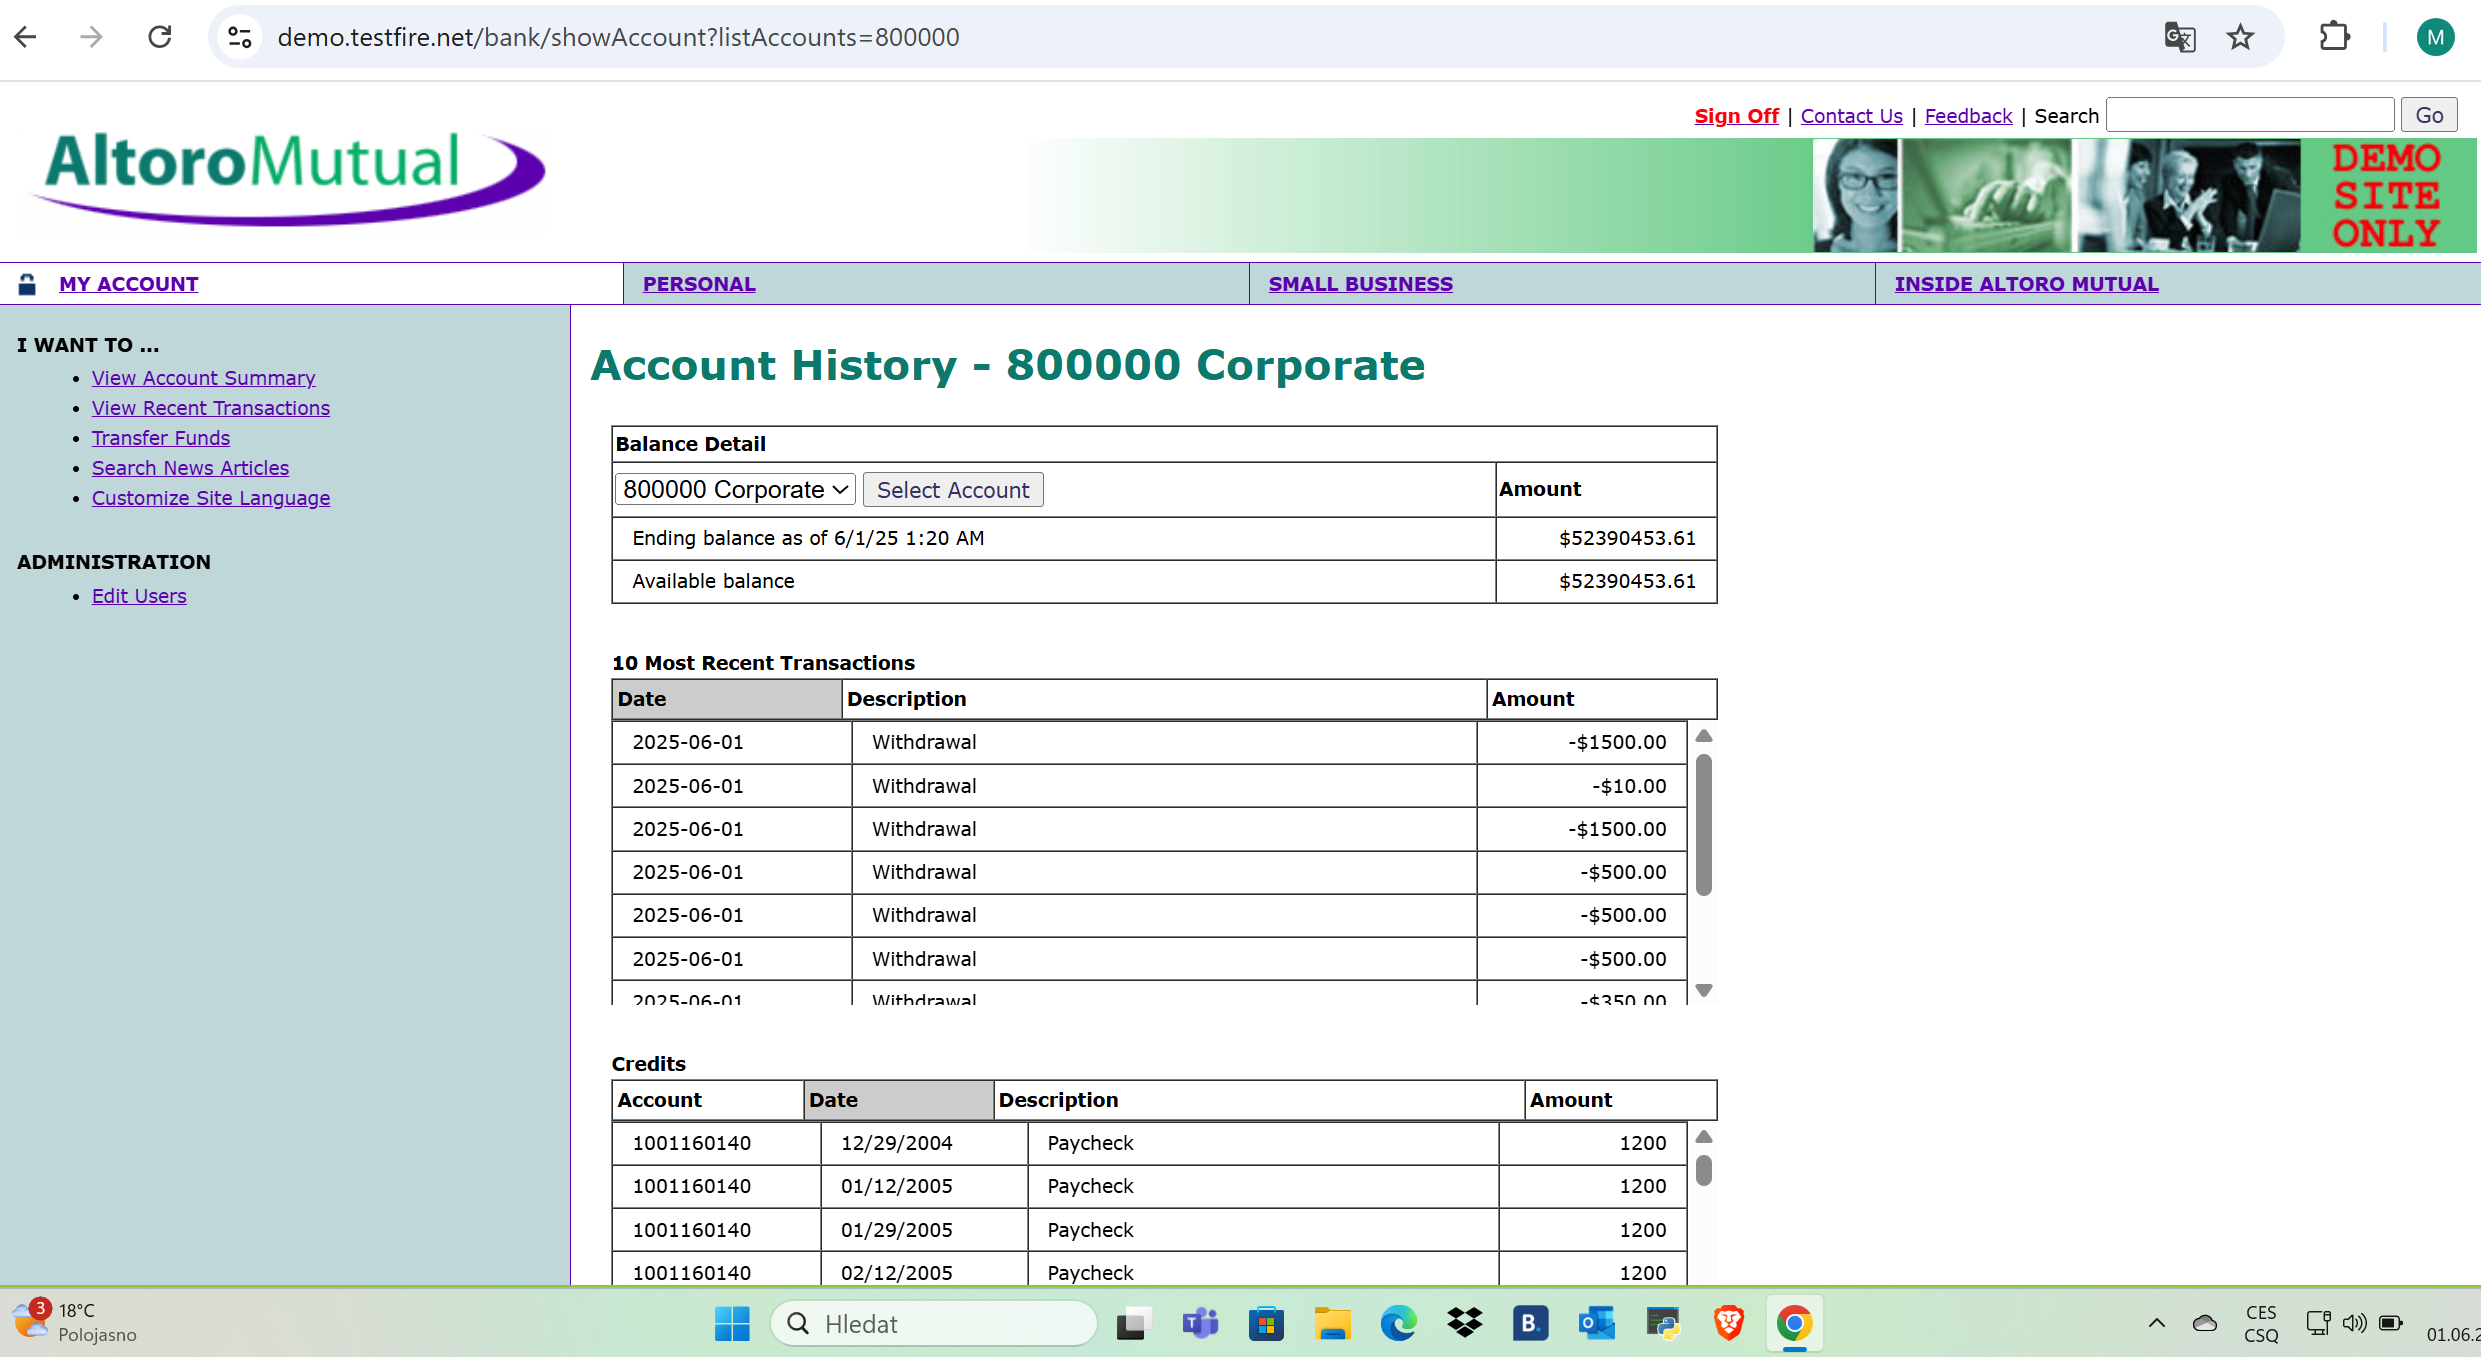 demo.testfire.net/bank/showAccount?listAccounts=800000
M
Sign Off | Contact Us | Feedback | Search Go
AltoroMutual
DEMO
SITE
ONLY
MY ACCOUNT
PERSONAL
SMALL BUSINESS
INSIDE ALTORO MUTUAL
I WANT TO ...
View Account Summary
View Recent Transactions
Transfer Funds
Search News Articles
Customize Site Language
ADMINISTRATION
Edit Users
Account History - 800000 Corporate
Balance Detail
800000 Corporate Select Account Amount
Ending balance as of 6/1/25 1:20 AM $52390453.61
Available balance $52390453.61
10 Most Recent Transactions
Date Description Amount
2025-06-01 Withdrawal -$1500.00
2025-06-01 Withdrawal -$10.00
2025-06-01 Withdrawal -$1500.00
2025-06-01 Withdrawal -$500.00
2025-06-01 Withdrawal -$500.00
2025-06-01 Withdrawal -$500.00
2025-06-01 Withdrawal -$350.00
Credits
Account Date Description Amount
1001160140 12/29/2004 Paycheck 1200
1001160140 01/12/2005 Paycheck 1200
1001160140 01/29/2005 Paycheck 1200
1001160140 02/12/2005 Paycheck 1200
3
18°C
Polojasno
Hledat
T
B.
CES
CSQ
01.06.2